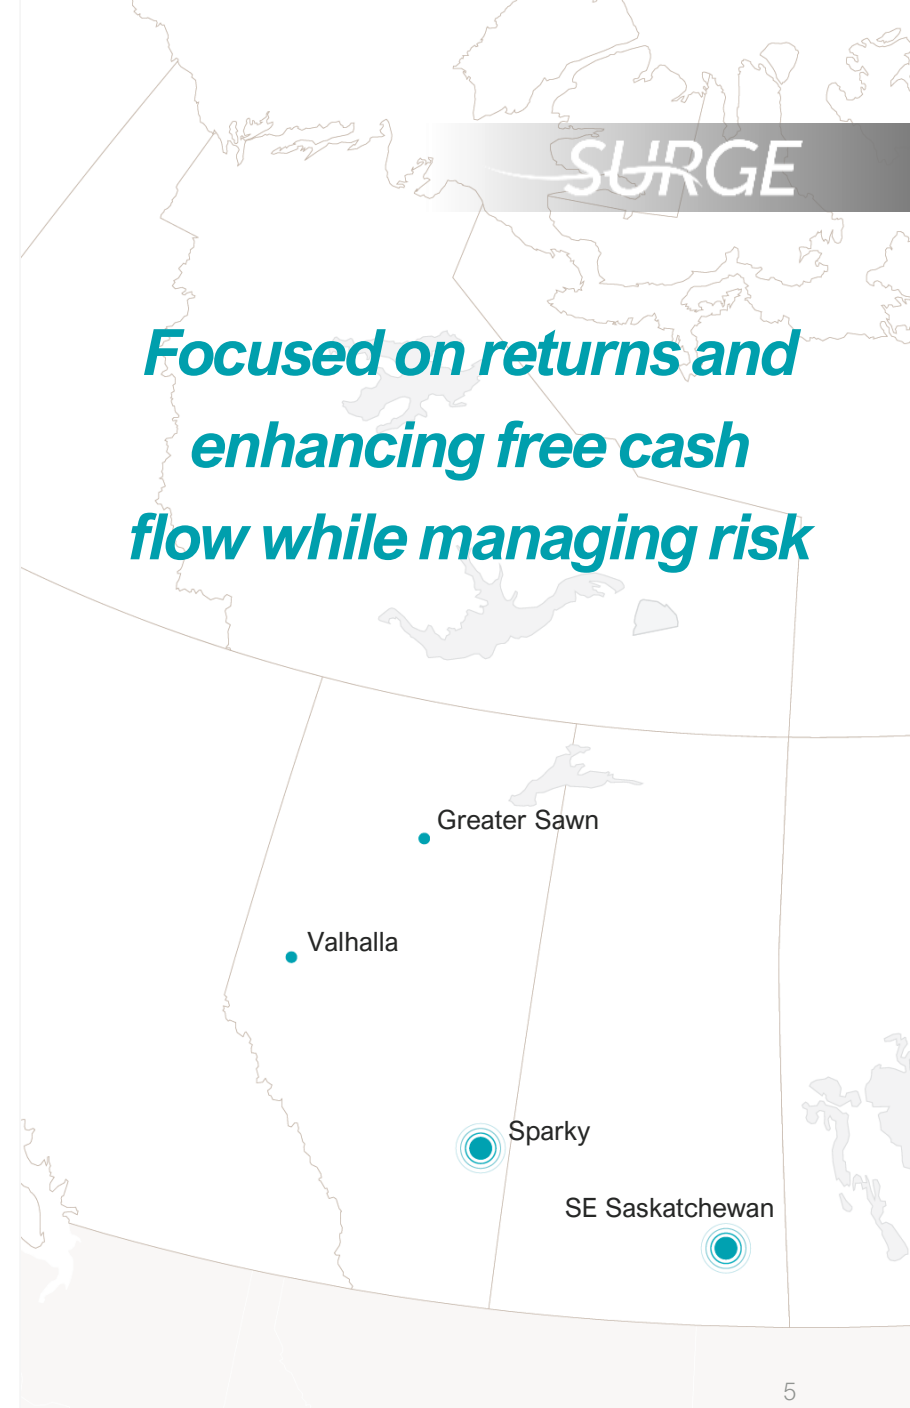 SURGE
Focused on returns and
enhancing free cash
flow while managing risk
Greater Sawn
Valhalla
Sparky
SE Saskatchewan
5